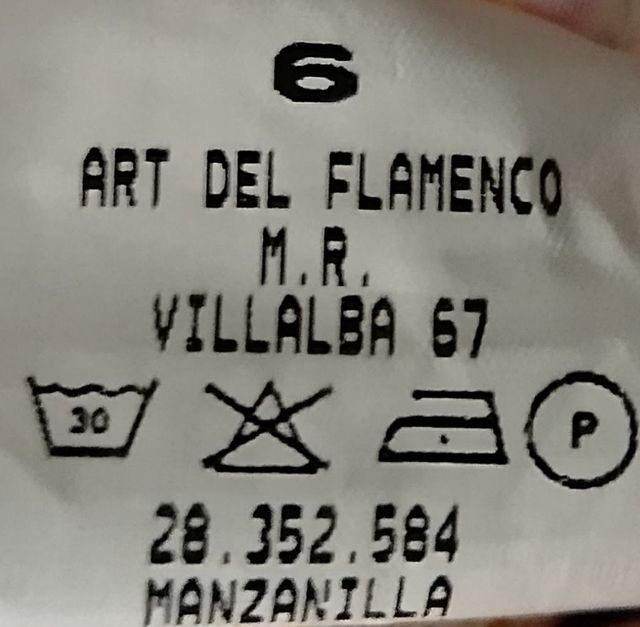 6
ART DEL FLAMENCO
M.R.
VILLALBA 67
30 P
28.352.584
MANZANILLA